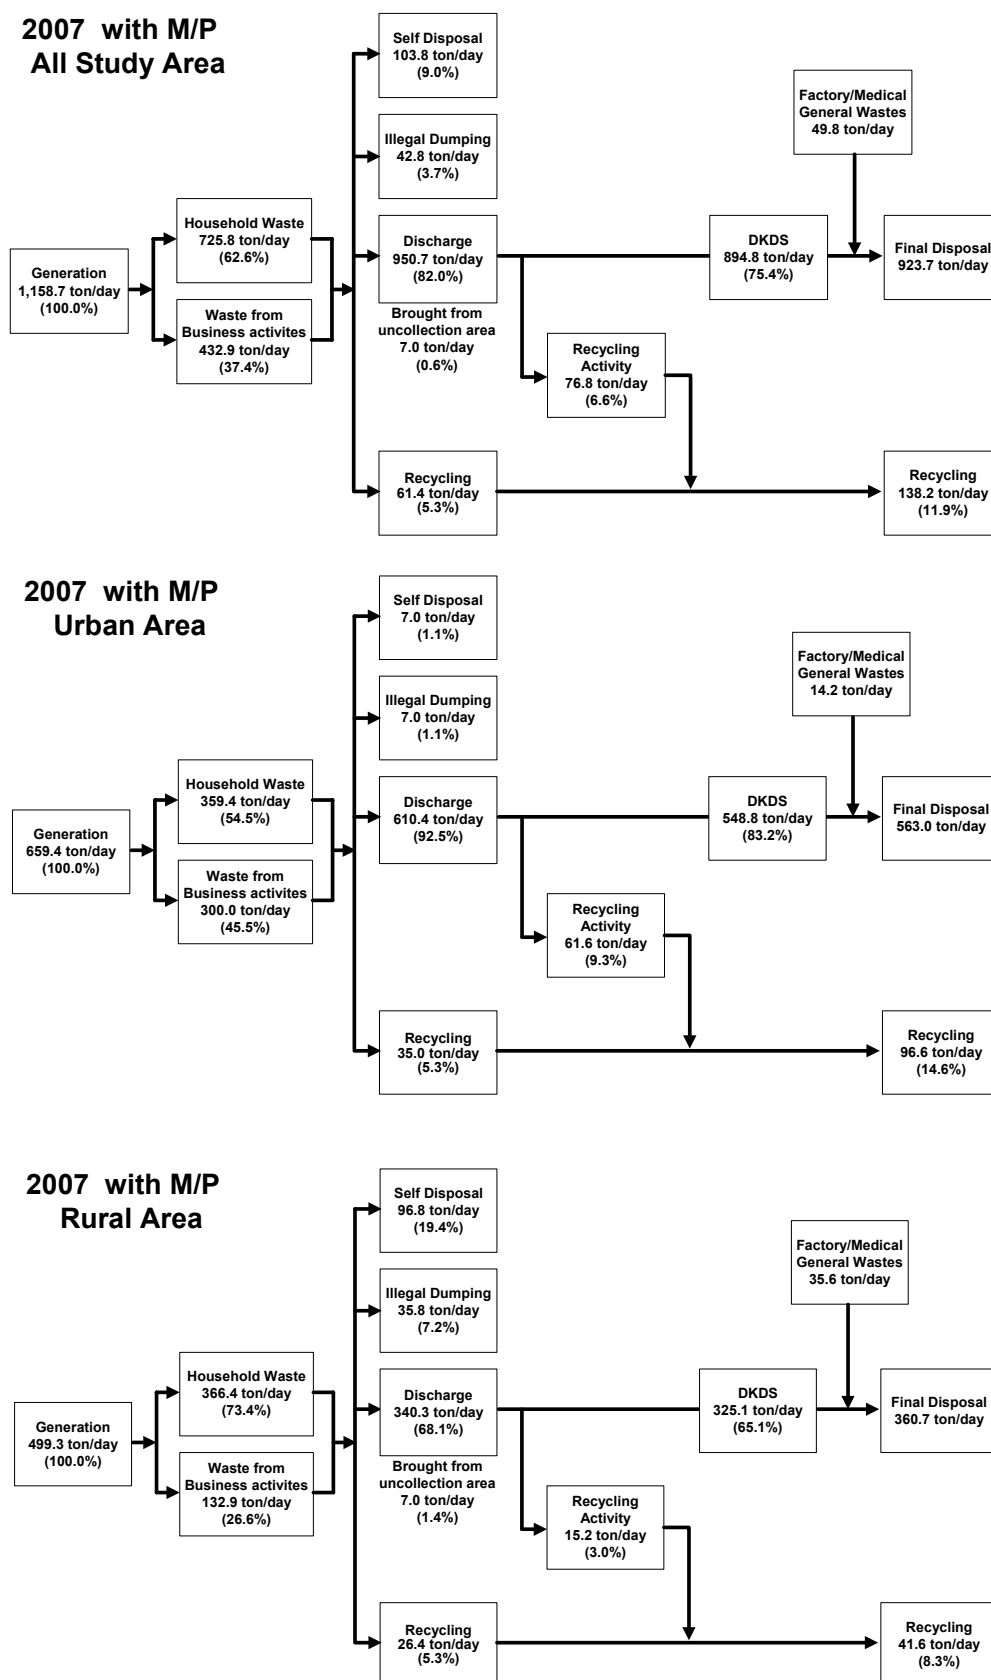 2007 with M/P
All Study Area
Self Disposal
103.8 ton/day
(9.0%)
Factory/Medical
General Wastes
49.8 ton/day
Illegal Dumping
42.8 ton/day
(3.7%)
Household Waste
725.8 ton/day
(62.6%)
Discharge
950.7 ton/day
(82.0%)
DKDS
894.8 ton/day
(75.4%)
Final Disposal
923.7 ton/day
Generation
1,158.7 ton/day
(100.0%)
Waste from
Business activites
432.9 ton/day
(37.4%)
Brought from
uncollection area
7.0 ton/day
(0.6%)
Recycling
Activity
76.8 ton/day
(6.6%)
Recycling
61.4 ton/day
(5.3%)
Recycling
138.2 ton/day
(11.9%)
2007 with M/P
Urban Area
Self Disposal
7.0 ton/day
(1.1%)
Factory/Medical
General Wastes
14.2 ton/day
Illegal Dumping
7.0 ton/day
(1.1%)
Household Waste
359.4 ton/day
(54.5%)
Discharge
610.4 ton/day
(92.5%)
DKDS
548.8 ton/day
(83.2%)
Final Disposal
563.0 ton/day
Generation
659.4 ton/day
(100.0%)
Waste from
Business activites
300.0 ton/day
(45.5%)
Recycling
Activity
61.6 ton/day
(9.3%)
Recycling
35.0 ton/day
(5.3%)
Recycling
96.6 ton/day
(14.6%)
2007 with M/P
Rural Area
Self Disposal
96.8 ton/day
(19.4%)
Factory/Medical
General Wastes
35.6 ton/day
Illegal Dumping
35.8 ton/day
(7.2%)
Household Waste
366.4 ton/day
(73.4%)
Discharge
340.3 ton/day
(68.1%)
DKDS
325.1 ton/day
(65.1%)
Final Disposal
360.7 ton/day
Generation
499.3 ton/day
(100.0%)
Waste from
Business activites
132.9 ton/day
(26.6%)
Brought from
uncollection area
7.0 ton/day
(1.4%)
Recycling
Activity
15.2 ton/day
(3.0%)
Recycling
26.4 ton/day
(5.3%)
Recycling
41.6 ton/day
(8.3%)